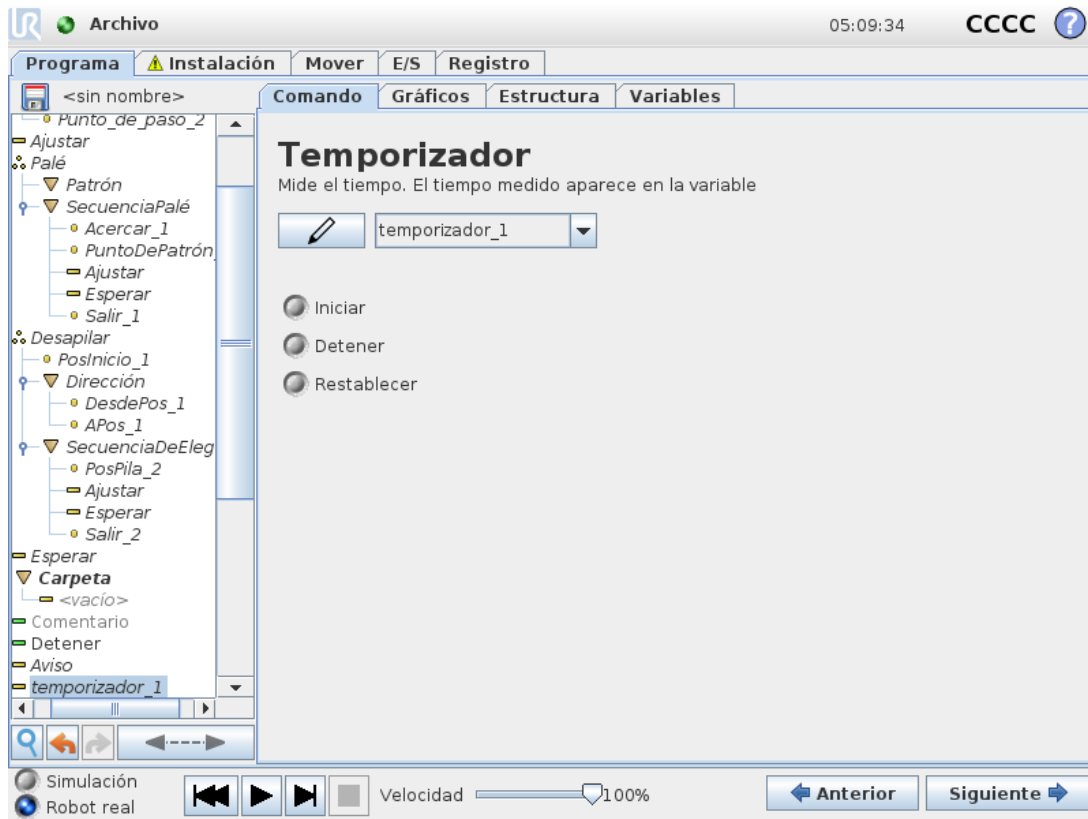 UR Archivo 05:09:34 CCCC ?
Programa Instalación Mover E/S Registro
<sin nombre> Comando Gráficos Estructura Variables
Punto_de_paso_2
Ajustar
Palé
Patrón
SecuenciaPalé
Acercar_1
PuntoDePatrón_
Ajustar
Esperar
Salir_1
Desapilar
PosInicio_1
Dirección
DesdePos_1
APos_1
SecuenciaDeEleg
PosPila_2
Ajustar
Esperar
Salir_2
Esperar
Carpeta
<vacío>
Comentario
Detener
Aviso
temporizador_1
Temporizador
Mide el tiempo. El tiempo medido aparece en la variable
temporizador_1
Iniciar
Detener
Restablecer
Simulación
Robot real
Velocidad 100%
Anterior Siguiente